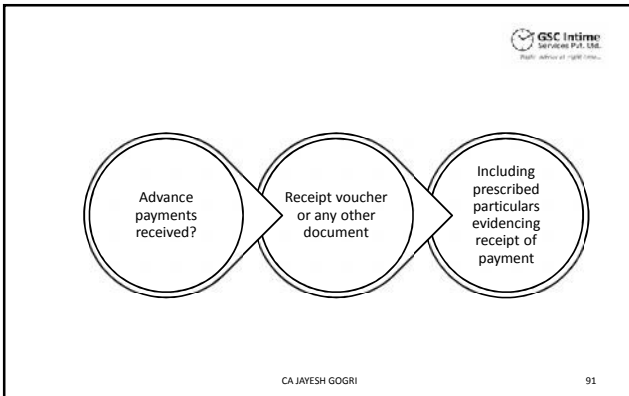 GSC Intime
Services Pvt. Ltd.
Advance
payments
received?
Receipt voucher
or any other
document
Including
prescribed
particulars
evidencing
receipt of
payment
CA JAYESH GOGRI
91